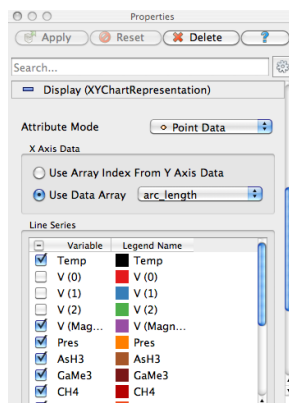 Properties
Apply Reset Delete ?
Search...
Display (XYChartRepresentation)
Attribute Mode Point Data
X Axis Data
Use Array Index From Y Axis Data
Use Data Array arc_length
Line Series
Variable Legend Name
Temp Temp
V (0) V (0)
V (1) V (1)
V (2) V (2)
V (Mag... V (Magn...
Pres Pres
AsH3 AsH3
GaMe3 GaMe3
CH4 CH4